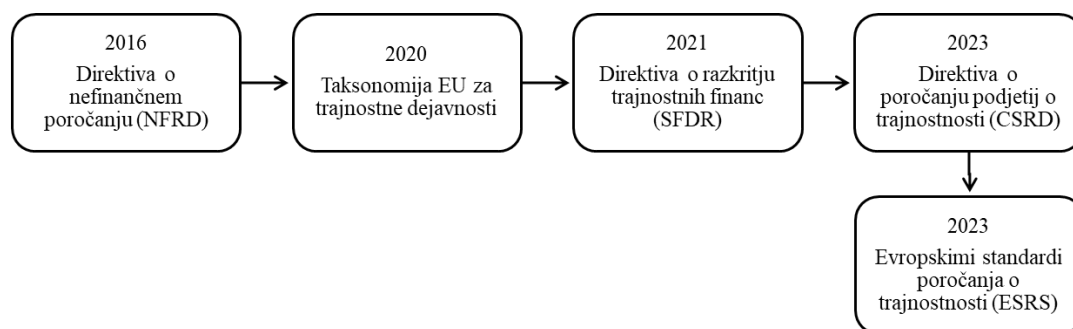 2016
Direktiva o
nefinančnem
poročanju (NFRD)
2020
Taksonomija EU za
trajnostne dejavnosti
2021
Direktiva o razkritju
trajnostnih financ
(SFDR)
2023
Direktiva o
poročanju podjetij o
trajnostnosti (CSRD)
2023
Evropskimi standardi
poročanja o
trajnostnosti (ESRS)